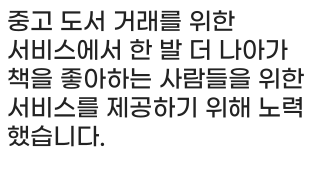 중고 도서 거래를 위한
서비스에서 한 발 더 나아가
책을 좋아하는 사람들을 위한
서비스를 제공하기 위해 노력
했습니다.